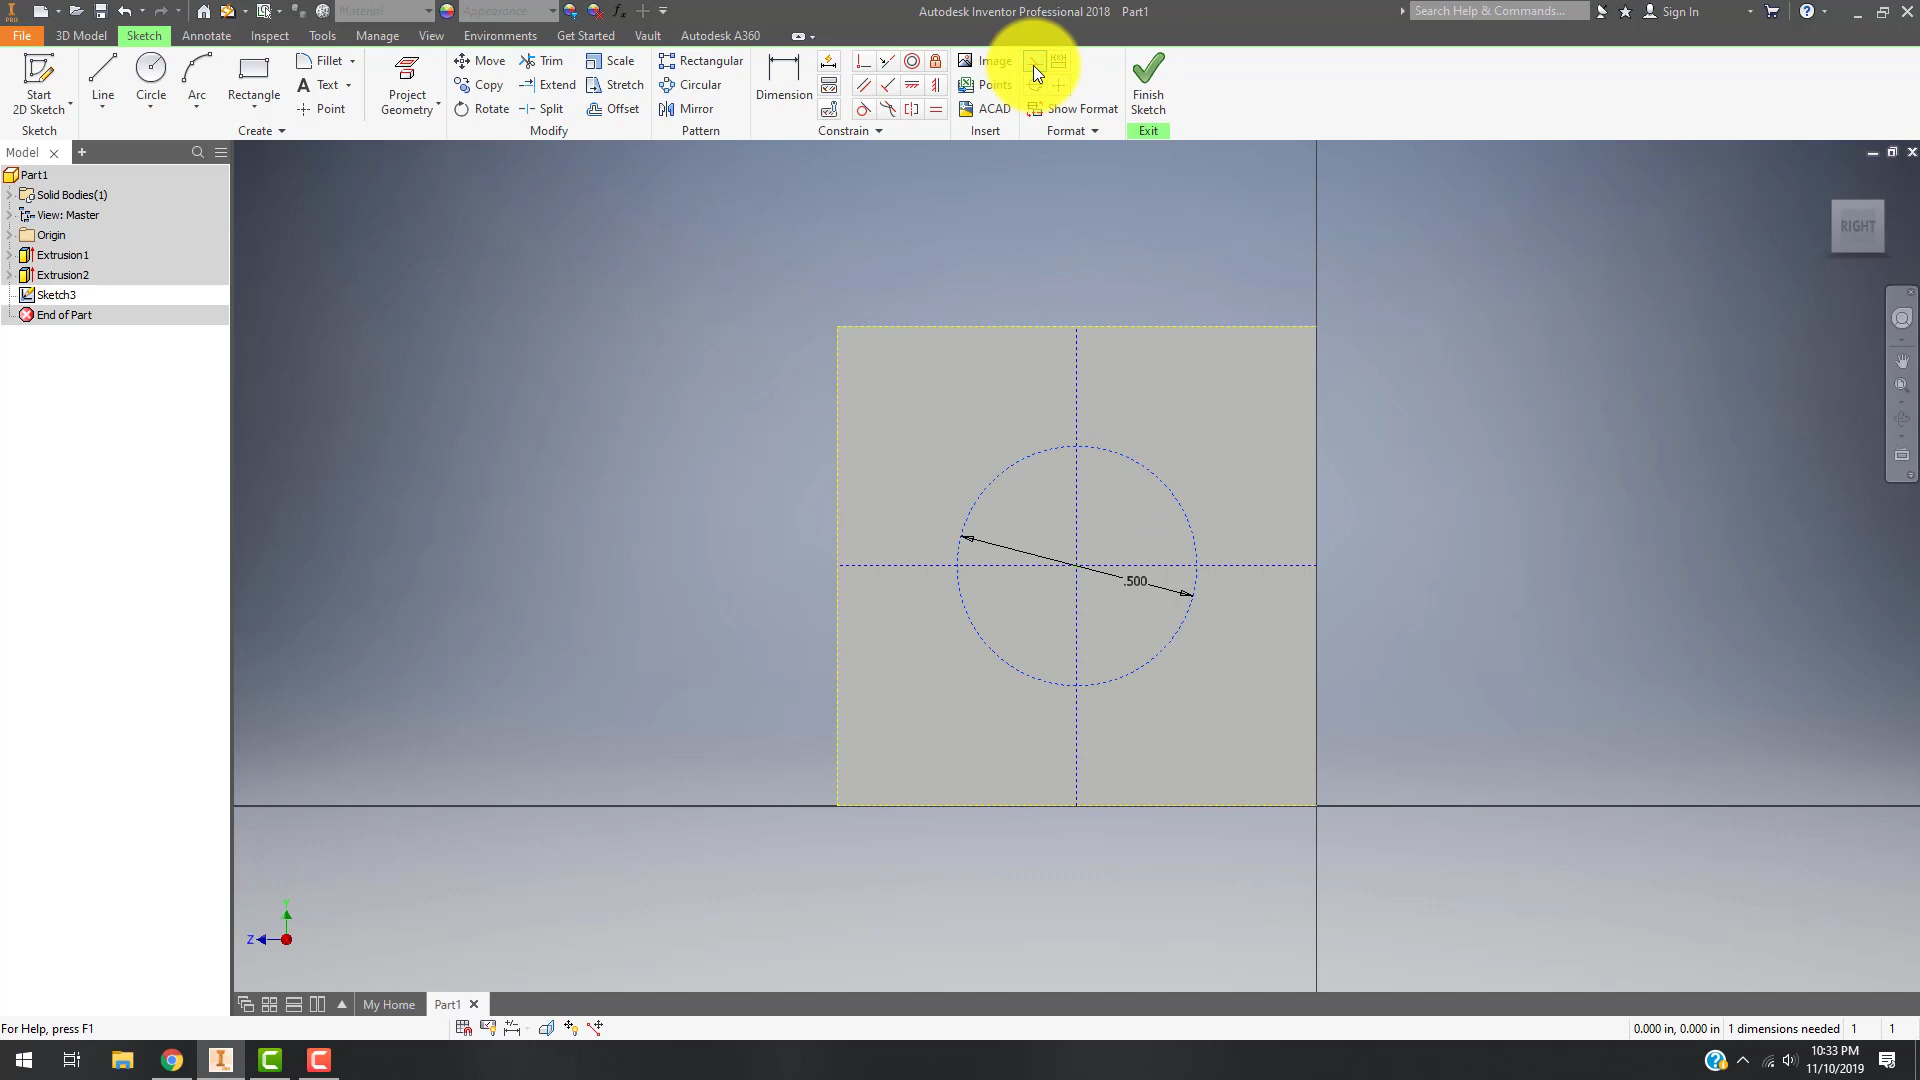 PRO
Material
Appearance
Autodesk Inventor Professional 2018 Part1
Search Help & Commands...
Sign In
File
3D Model
Sketch
Annotate
Inspect
Tools
Manage
View
Environments
Get Started
Vault
Autodesk A360
Start
2D Sketch
Line
Circle
Arc
Rectangle
Fillet
Text
Point
Project
Geometry
Move
Copy
Rotate
Trim
Extend
Split
Scale
Stretch
Offset
Rectangular
Circular
Mirror
Dimension
Image
Points
ACAD
Show Format
Finish
Sketch
Sketch
Create
Modify
Pattern
Constrain
Insert
Format
Exit
Model
Part1
Solid Bodies(1)
View: Master
Origin
Extrusion1
Extrusion2
Sketch3
End of Part
RIGHT
.500
Y
Z
My Home
Part1
For Help, press F1
0.000 in, 0.000 in
1 dimensions needed
1
1
10:33 PM
11/10/2019